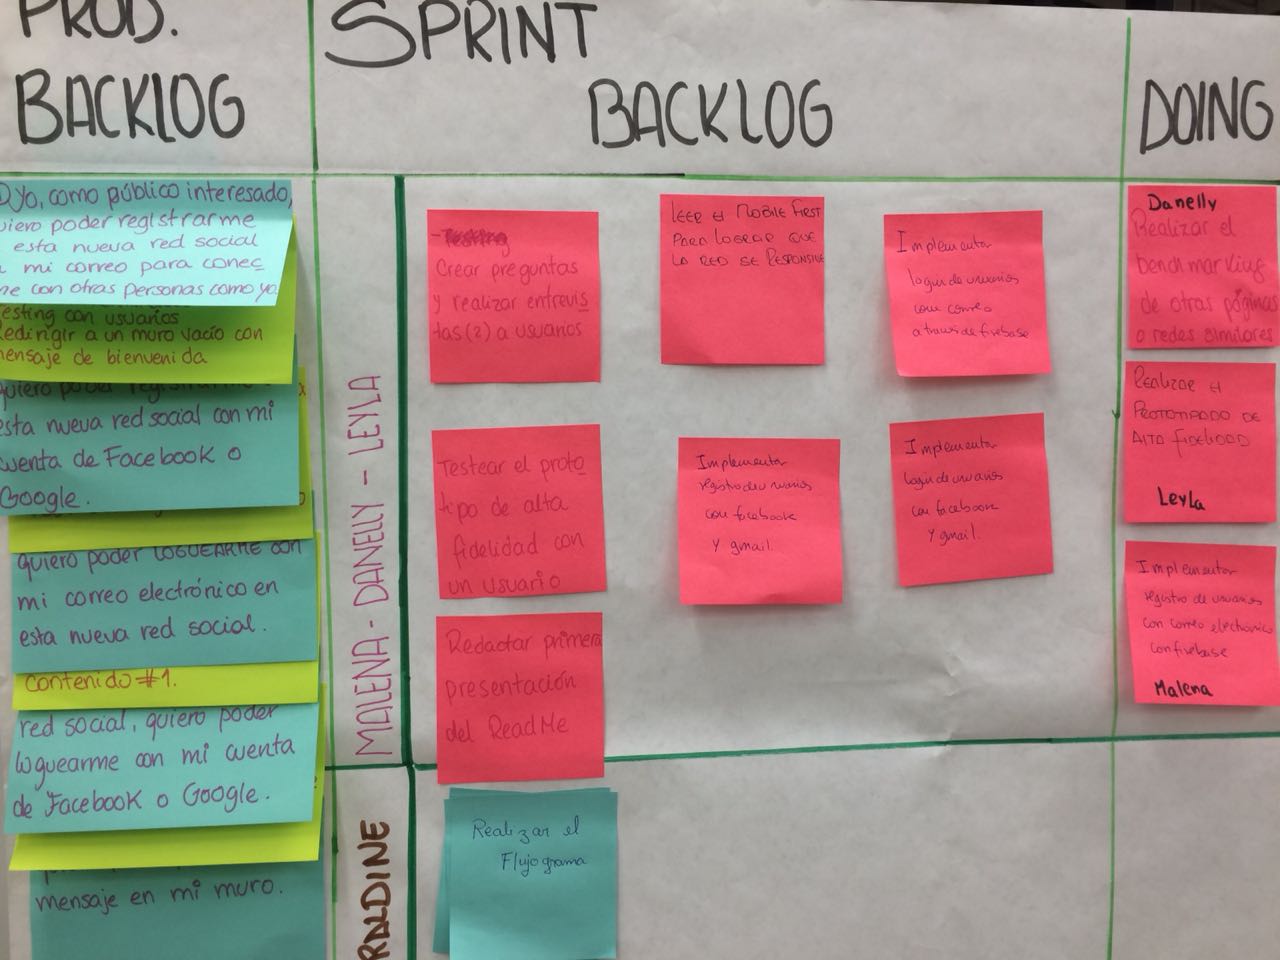 PROD.
BACKLOG
SPRINT
BACKLOG
DOING
Yo, como público interesado,
quiero poder registrarme
esta nueva red social
mi correo para conec
me con otras personas como yo.
Testing con usuarios
Redirigir a un muro vacío con
mensaje de bienvenida
quiero poder
esta nueva red social con mi
cuenta de Facebook o
Google.
quiero poder LOGUEARME con
mi correo electrónico en
esta nueva red social.
contenido #1.
red social, quiero poder
loguearme con mi cuenta
de Facebook o Google.
mensaje en mi muro.
MALENA - DANELLY - LEYLA
RALDINE
- Testing
Crear preguntas
y realizar entrevis
tas (2) a usuarios
LEER El MOBILE FIRST
PARA LOGRAR QUE
LA RED SE RESPONSIVE
Implementar
login de usuarios
con correo
a traves de firebase
Testear el proto
tipo de alta
fidelidad con
un usuario
Implementar
registro de usuarios
con facebook
y gmail.
Implementar
login de usuarios
con facebook
y gmail.
Redactar primera
presentación
del ReadMe
Realizar el
Flujograma
Danelly
Realizar el
benchmarking
de otras páginas
o redes similares
REALIZAR El
PROTOTIPADO DE
ALTA FIDELIDAD
Leyla
Implementar
registro de usuarios
con correo electronico
con firebase
Malena